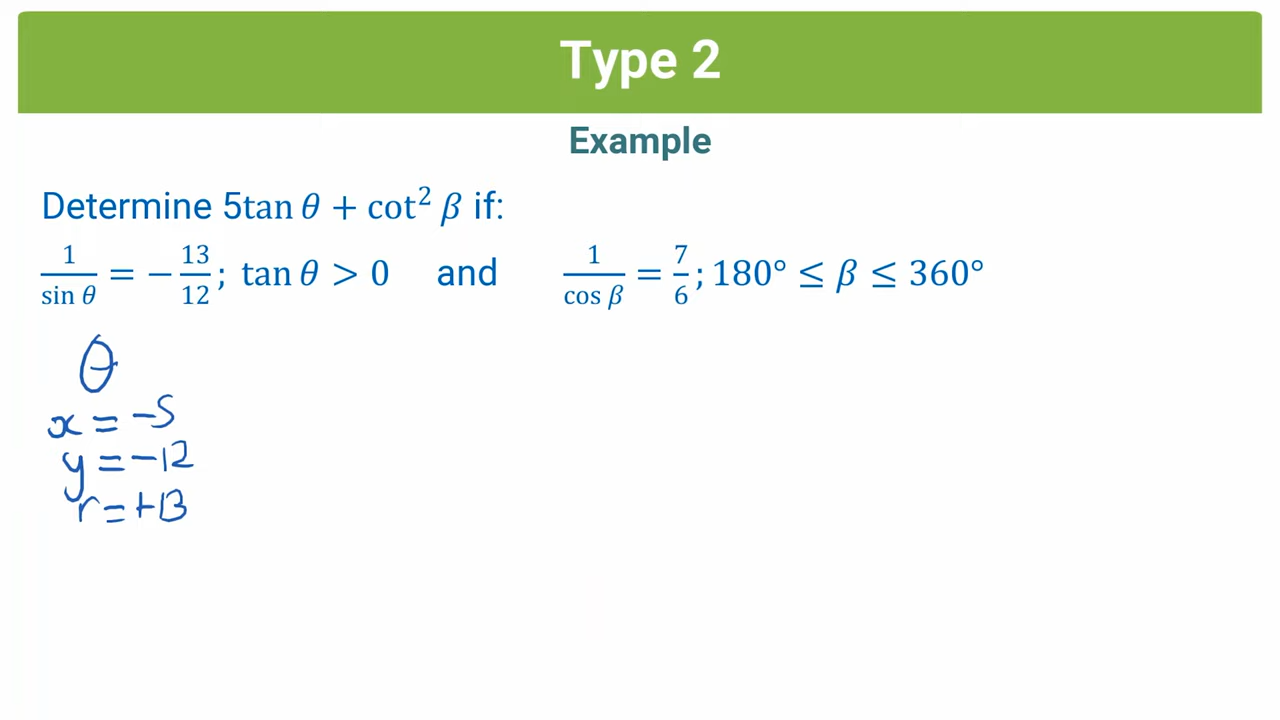 Type 2
Example
Determine 5tan θ + cot² β if:
1/sin θ = −13/12; tan θ > 0 and 1/cos β = 7/6; 180° ≤ β ≤ 360°
θ
x = -5
y = -12
r = +13